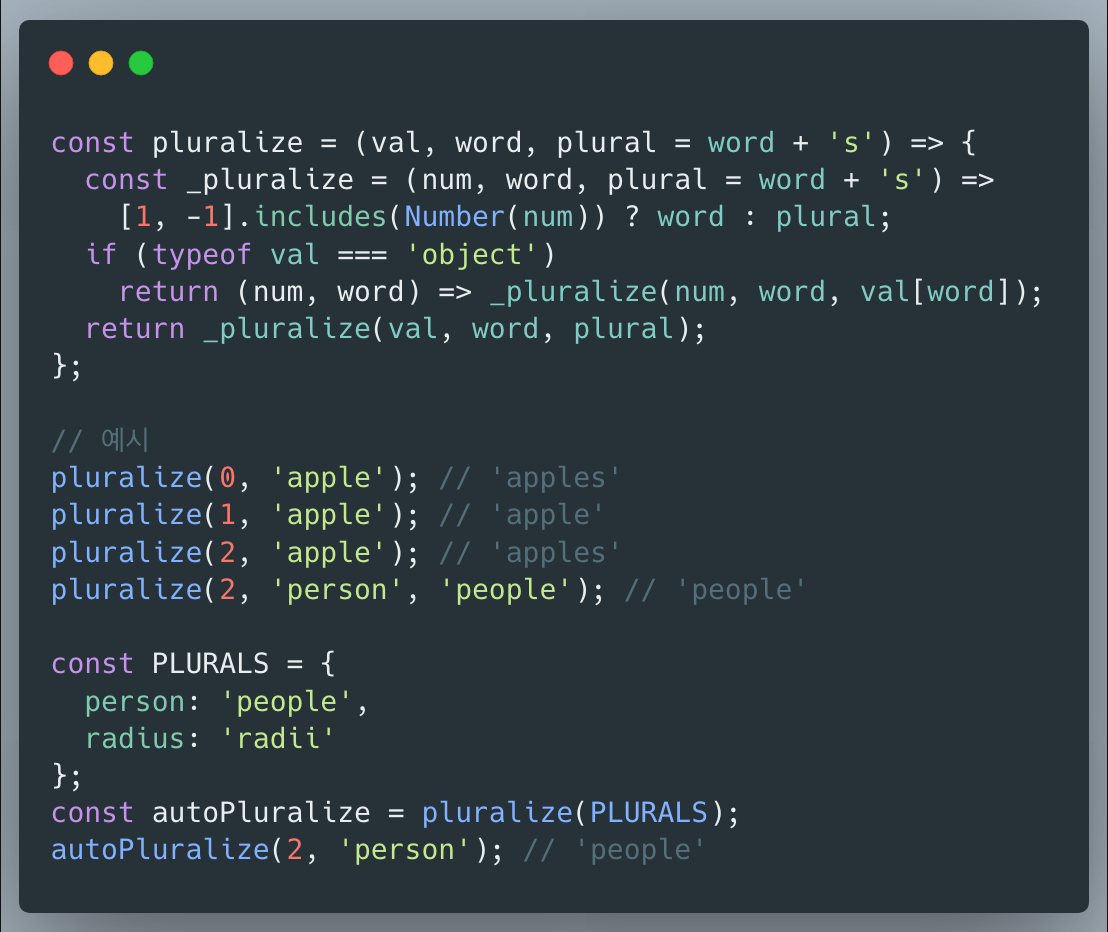 const pluralize = (val, word, plural = word + 's') => {
  const _pluralize = (num, word, plural = word + 's') =>
    [1, -1].includes(Number(num)) ? word : plural;
  if (typeof val === 'object')
    return (num, word) => _pluralize(num, word, val[word]);
  return _pluralize(val, word, plural);
};

// 예시
pluralize(0, 'apple'); // 'apples'
pluralize(1, 'apple'); // 'apple'
pluralize(2, 'apple'); // 'apples'
pluralize(2, 'person', 'people'); // 'people'

const PLURALS = {
  person: 'people',
  radius: 'radii'
};
const autoPluralize = pluralize(PLURALS);
autoPluralize(2, 'person'); // 'people'